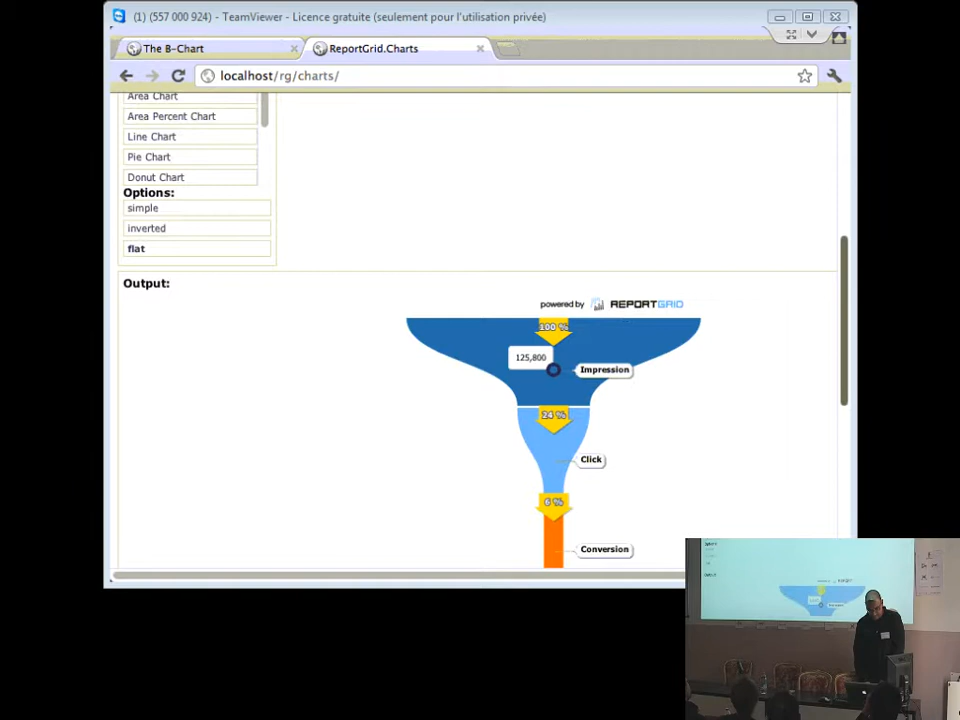 (1) (557 000 924) - TeamViewer - Licence gratuite (seulement pour l'utilisation privée)
The B-Chart
ReportGrid.Charts
localhost/rg/charts/
Area Chart
Area Percent Chart
Line Chart
Pie Chart
Donut Chart
Options:
simple
inverted
flat
Output:
powered by REPORTGRID
100 %
125,800
Impression
24 %
Click
6 %
Conversion